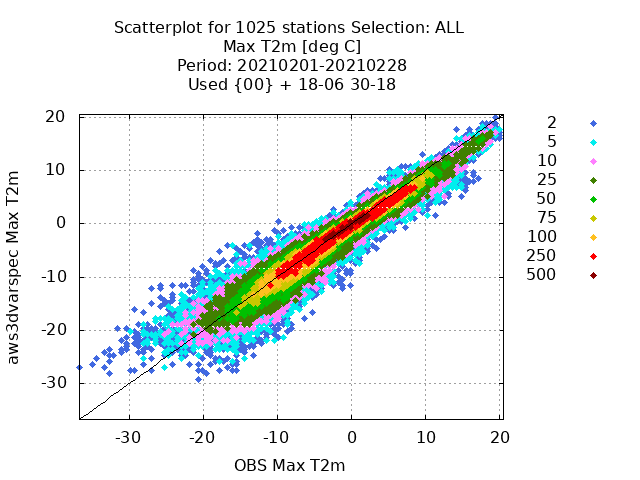 Scatterplot for 1025 stations Selection: ALL
Max T2m [deg C]
Period: 20210201-20210228
Used {00} + 18-06 30-18
20
10
0
-10
-20
-30
aws3dvarspec Max T2m
-30 -20 -10 0 10 20
OBS Max T2m
2
5
10
25
50
75
100
250
500